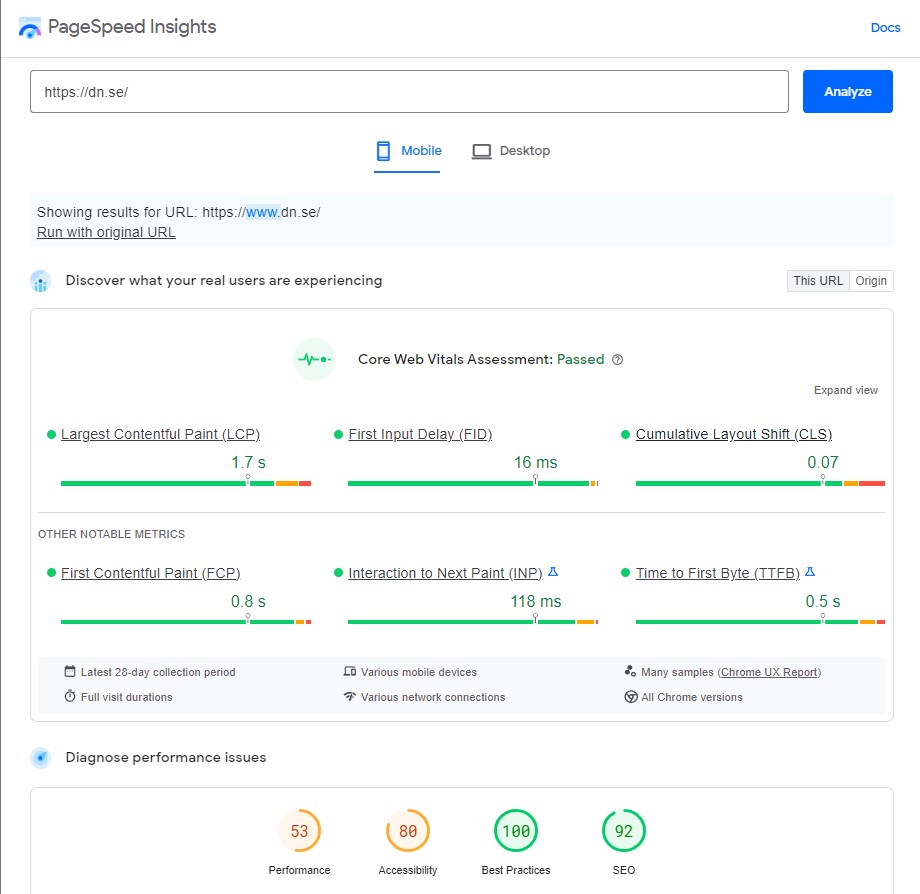 PageSpeed Insights
Docs
https://dn.se/
Analyze
Mobile
Desktop
Showing results for URL: https://www.dn.se/
Run with original URL
Discover what your real users are experiencing
This URL
Origin
Core Web Vitals Assessment: Passed
Expand view
Largest Contentful Paint (LCP)
1.7 s
First Input Delay (FID)
16 ms
Cumulative Layout Shift (CLS)
0.07
OTHER NOTABLE METRICS
First Contentful Paint (FCP)
0.8 s
Interaction to Next Paint (INP)
118 ms
Time to First Byte (TTFB)
0.5 s
Latest 28-day collection period
Various mobile devices
Many samples (Chrome UX Report)
Full visit durations
Various network connections
All Chrome versions
Diagnose performance issues
53
Performance
80
Accessibility
100
Best Practices
92
SEO